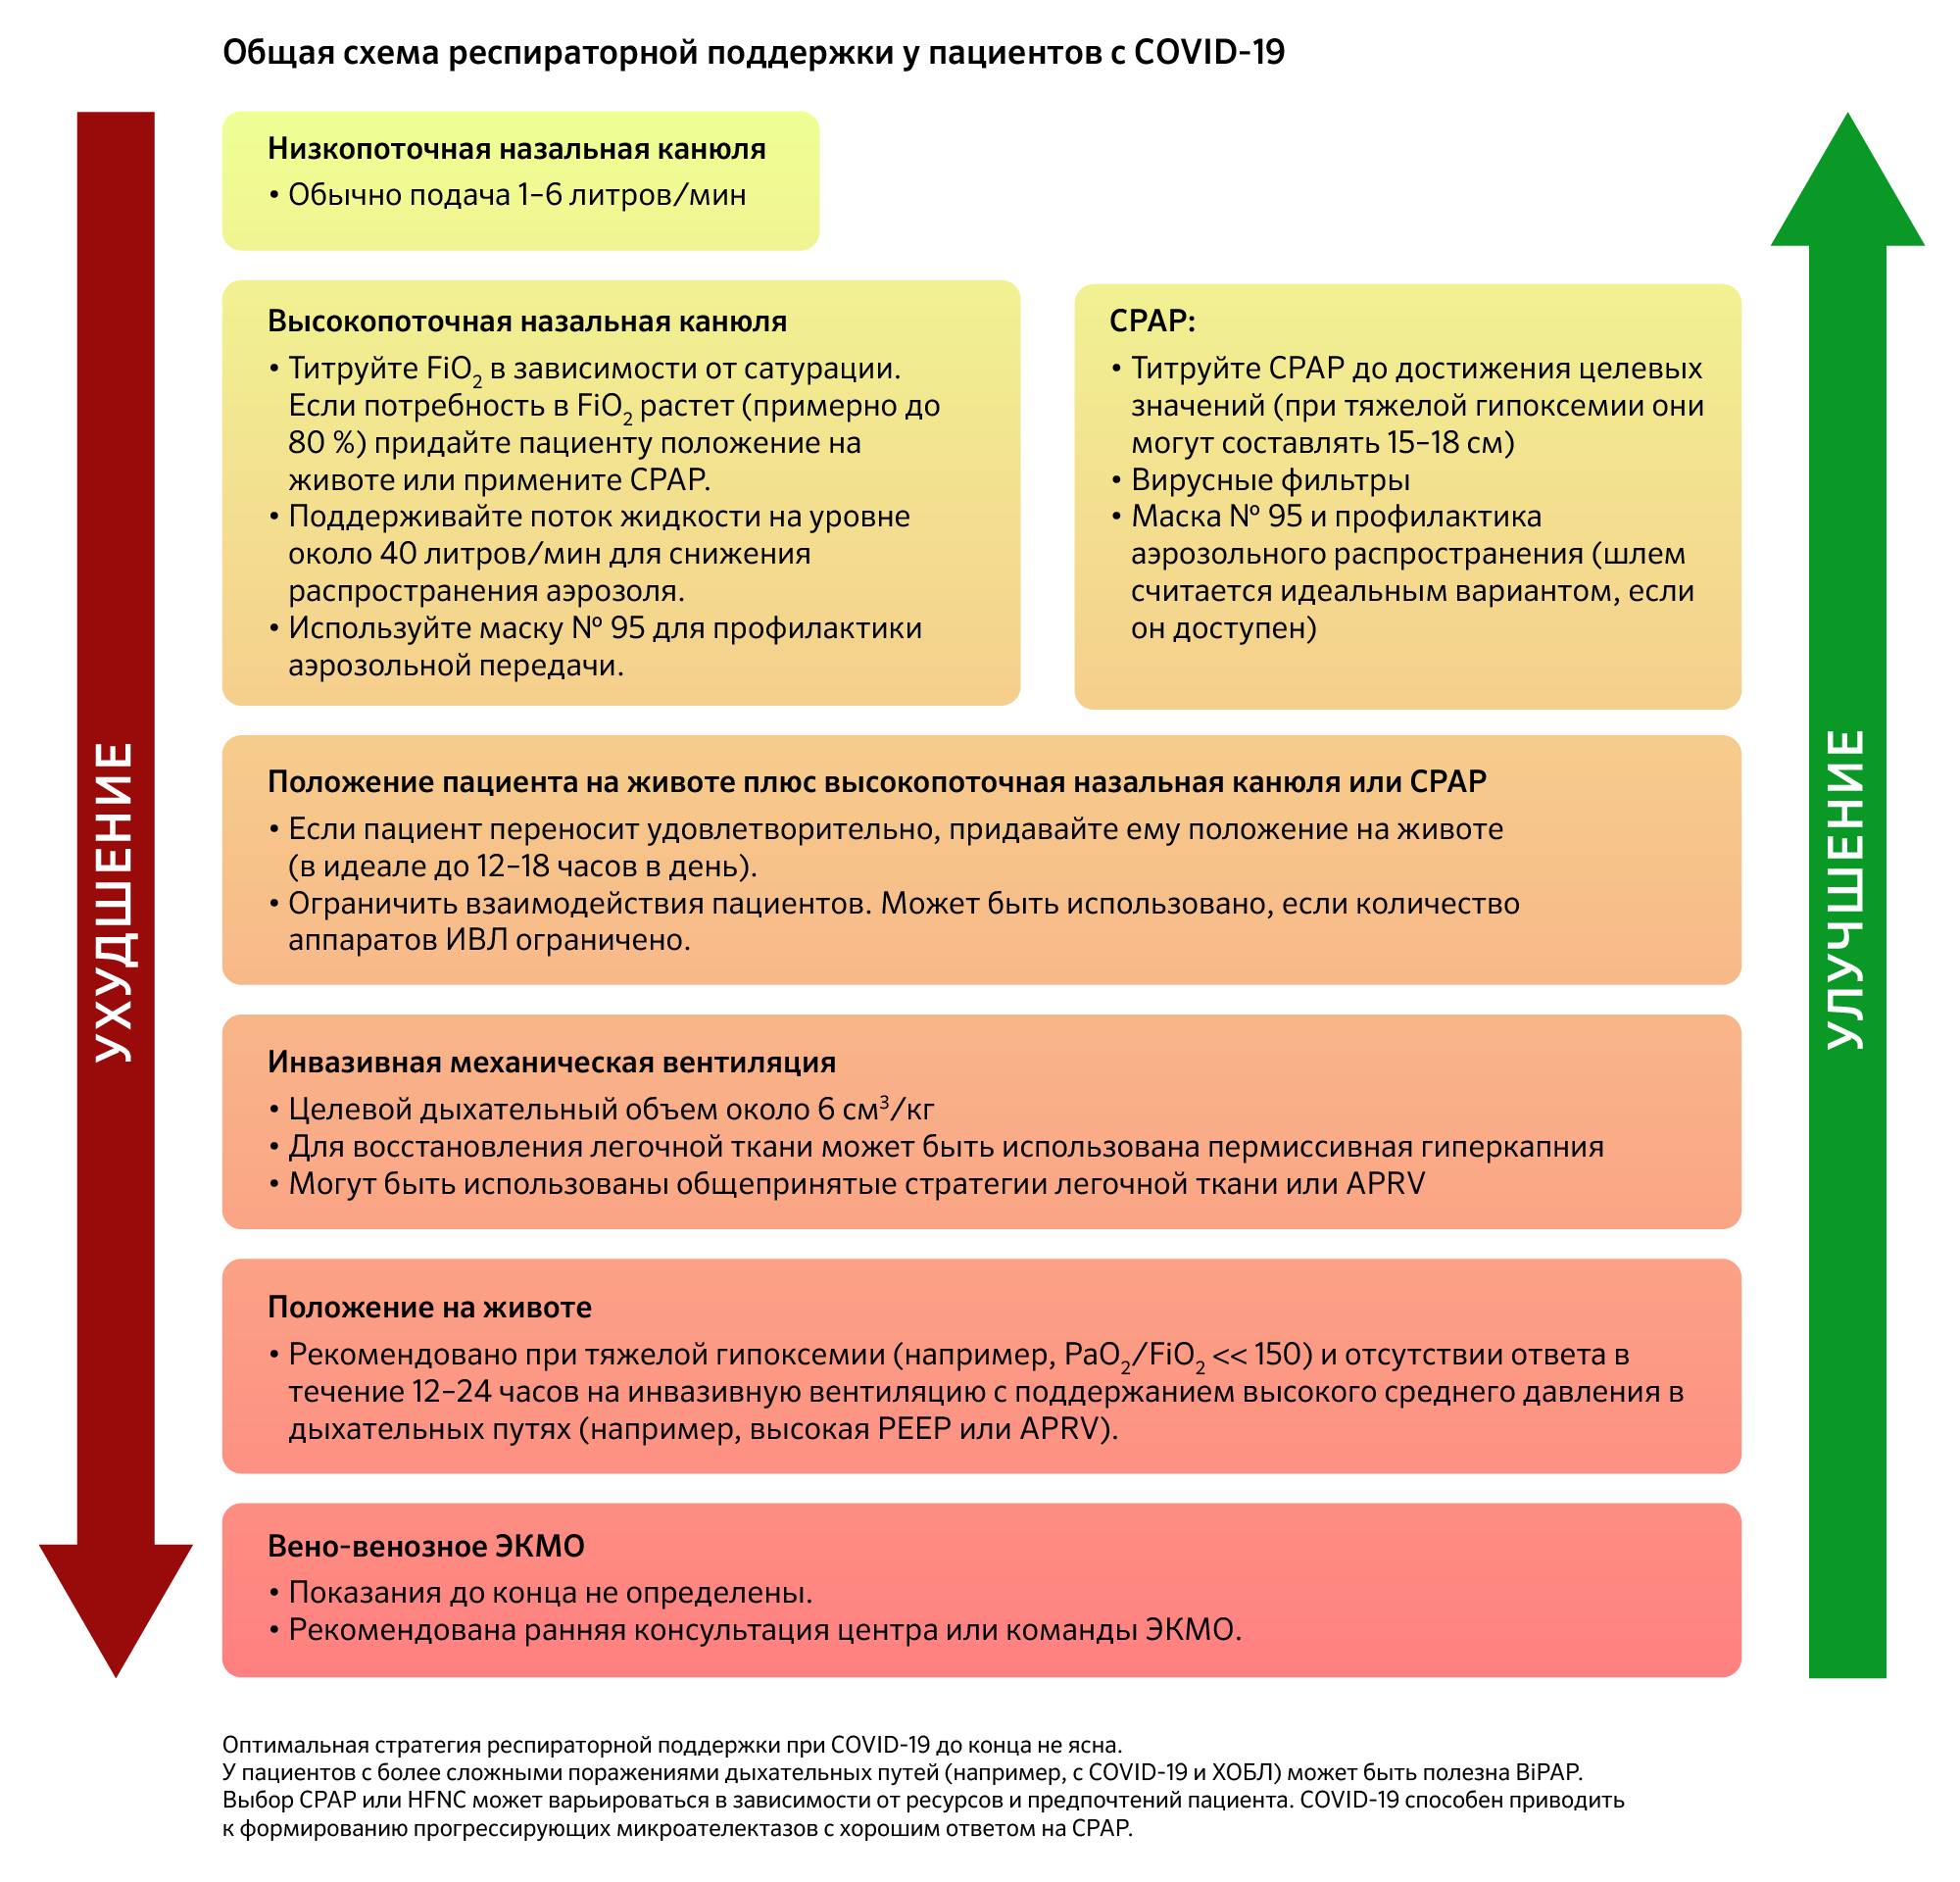 Общая схема респираторной поддержки у пациентов с COVID-19
Низкопоточная назальная канюля
• Обычно подача 1–6 литров/мин
Высокопоточная назальная канюля
• Титруйте FiO₂ в зависимости от сатурации.
Если потребность в FiO₂ растет (примерно до
80 %) придайте пациенту положение на
животе или примените CPAP.
• Поддерживайте поток жидкости на уровне
около 40 литров/мин для снижения
распространения аэрозоля.
• Используйте маску № 95 для профилактики
аэрозольной передачи.
CPAP:
• Титруйте CPAP до достижения целевых
значений (при тяжелой гипоксемии они
могут составлять 15–18 см)
• Вирусные фильтры
• Маска № 95 и профилактика
аэрозольного распространения (шлем
считается идеальным вариантом, если
он доступен)
Положение пациента на животе плюс высокопоточная назальная канюля или CPAP
• Если пациент переносит удовлетворительно, придавайте ему положение на животе
(в идеале до 12–18 часов в день).
• Ограничить взаимодействия пациентов. Может быть использовано, если количество
аппаратов ИВЛ ограничено.
Инвазивная механическая вентиляция
• Целевой дыхательный объем около 6 см³/кг
• Для восстановления легочной ткани может быть использована пермиссивная гиперкапния
• Могут быть использованы общепринятые стратегии легочной ткани или APRV
Положение на животе
• Рекомендовано при тяжелой гипоксемии (например, PaO₂/FiO₂ << 150) и отсутствии ответа в
течение 12–24 часов на инвазивную вентиляцию с поддержанием высокого среднего давления в
дыхательных путях (например, высокая PEEP или APRV).
Вено-венозное ЭКМО
• Показания до конца не определены.
• Рекомендована ранняя консультация центра или команды ЭКМО.
УХУДШЕНИЕ
УЛУЧШЕНИЕ
Оптимальная стратегия респираторной поддержки при COVID-19 до конца не ясна.
У пациентов с более сложными поражениями дыхательных путей (например, с COVID-19 и ХОБЛ) может быть полезна BiPAP.
Выбор CPAP или HFNC может варьироваться в зависимости от ресурсов и предпочтений пациента. COVID-19 способен приводить
к формированию прогрессирующих микроателектазов с хорошим ответом на CPAP.